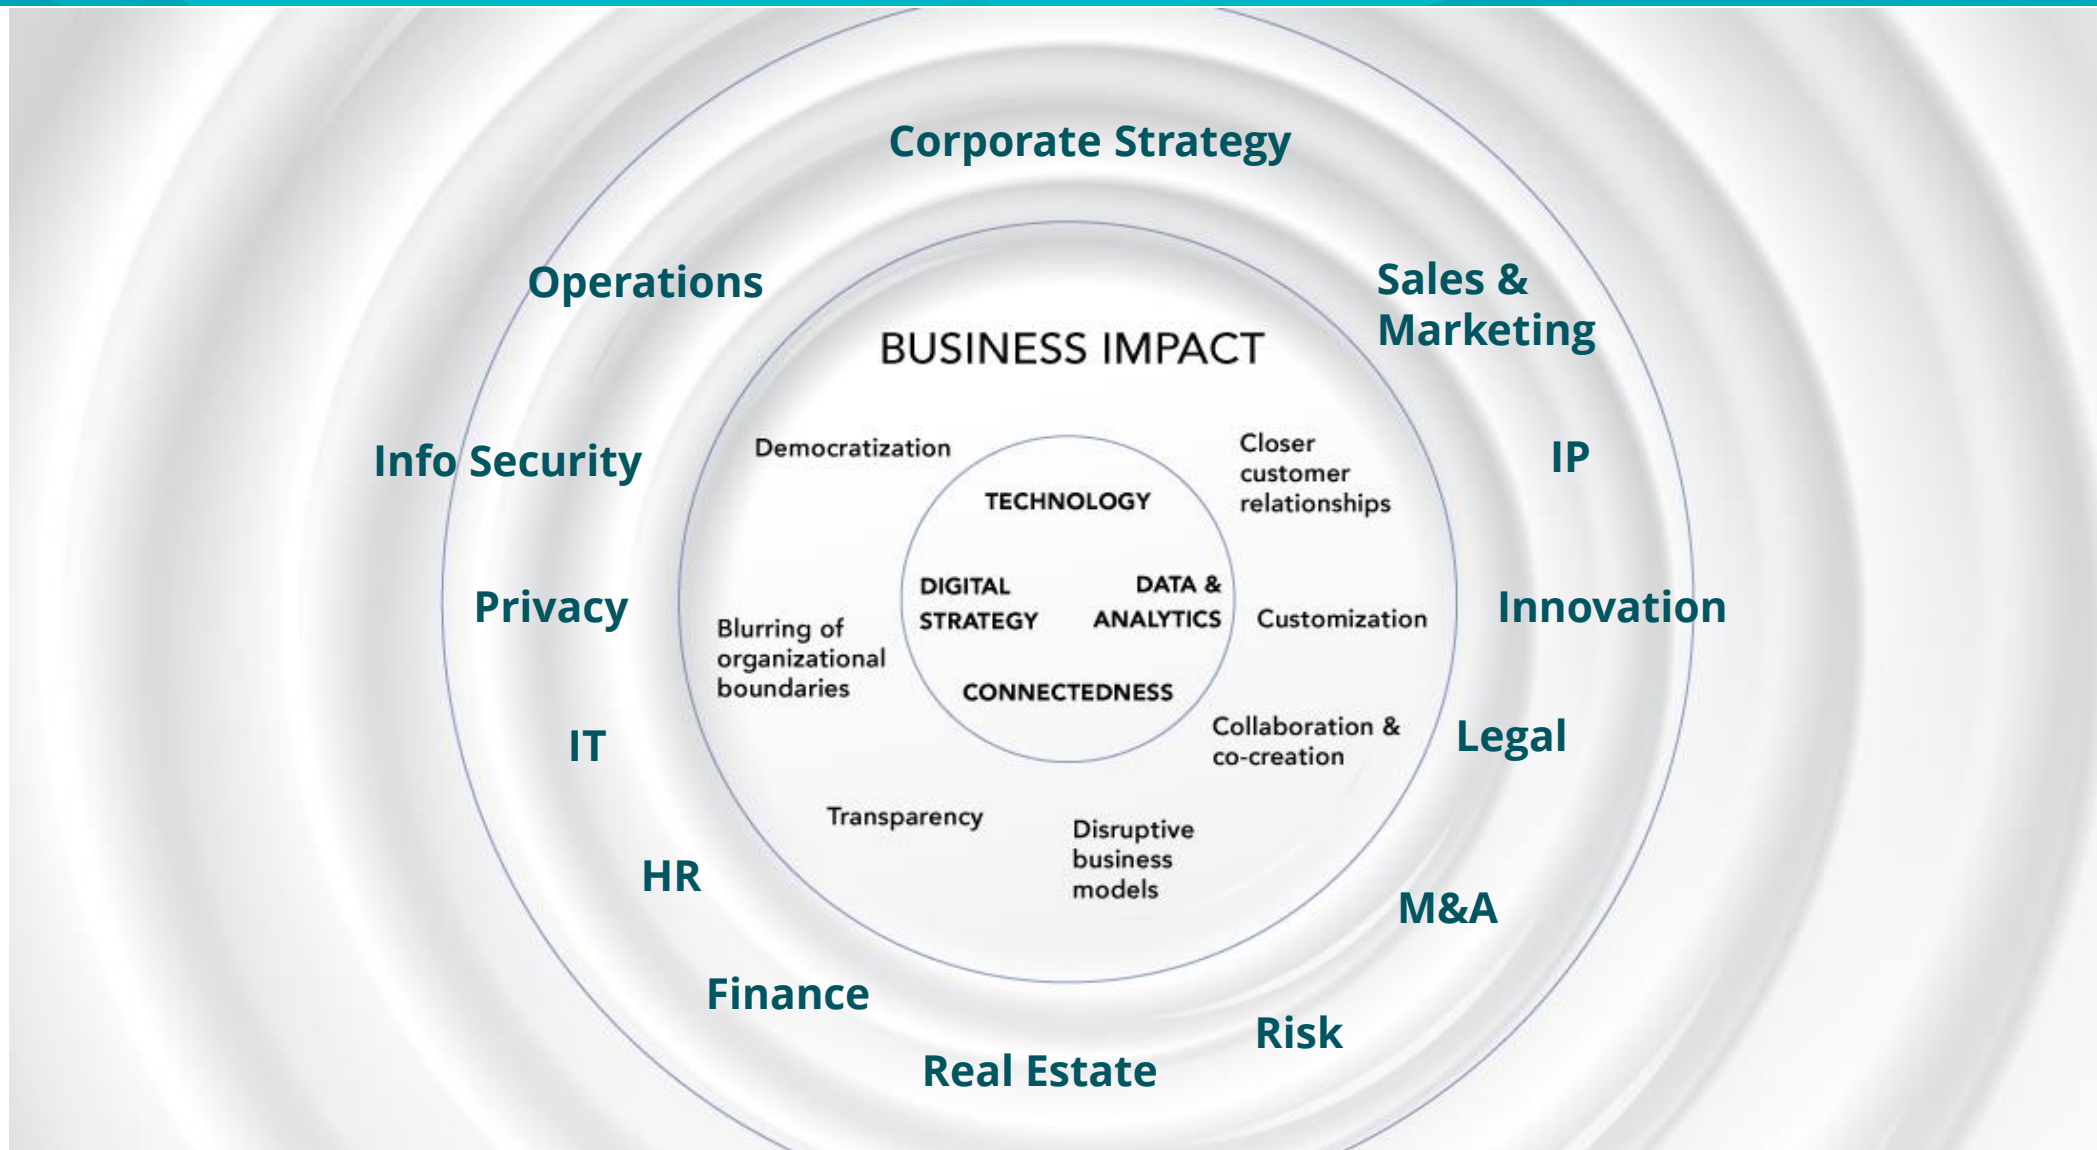 Corporate Strategy
Operations
Sales &
Marketing
BUSINESS IMPACT
Info Security
IP
Democratization
Closer
customer
relationships
TECHNOLOGY
Privacy
DIGITAL
STRATEGY
DATA &
ANALYTICS
Customization
Innovation
Blurring of
organizational
boundaries
CONNECTEDNESS
IT
Collaboration &
co-creation
Legal
Transparency
Disruptive
business
models
HR
M&A
Finance
Risk
Real Estate